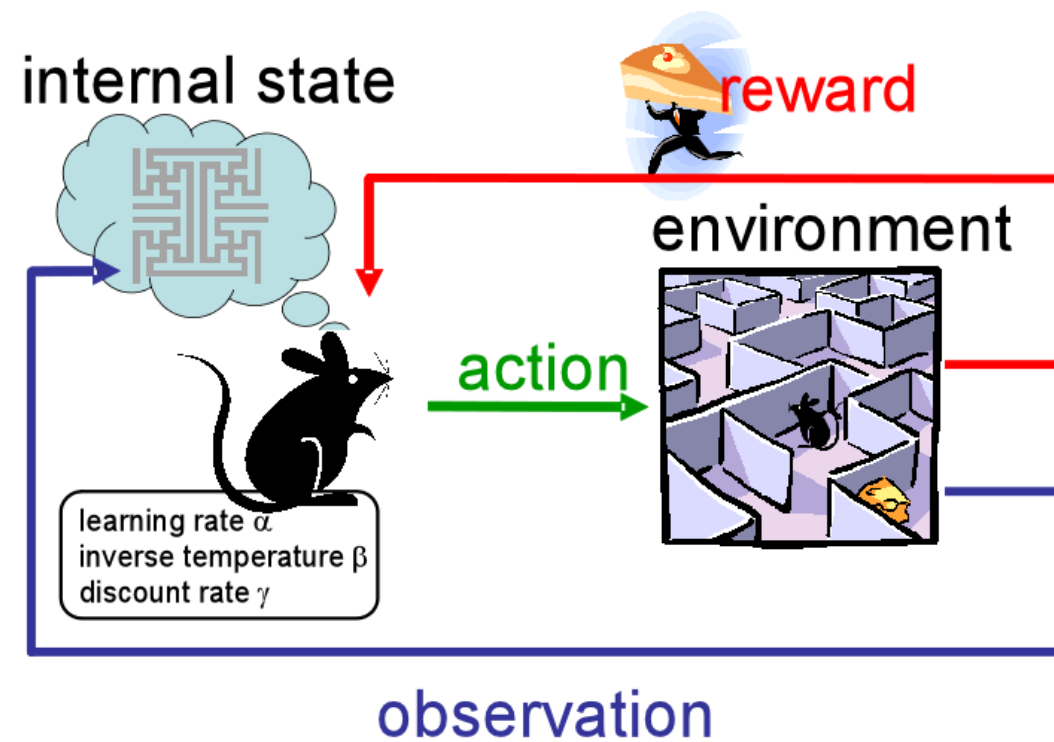 internal state
reward
environment
action
learning rate α
inverse temperature β
discount rate γ
observation